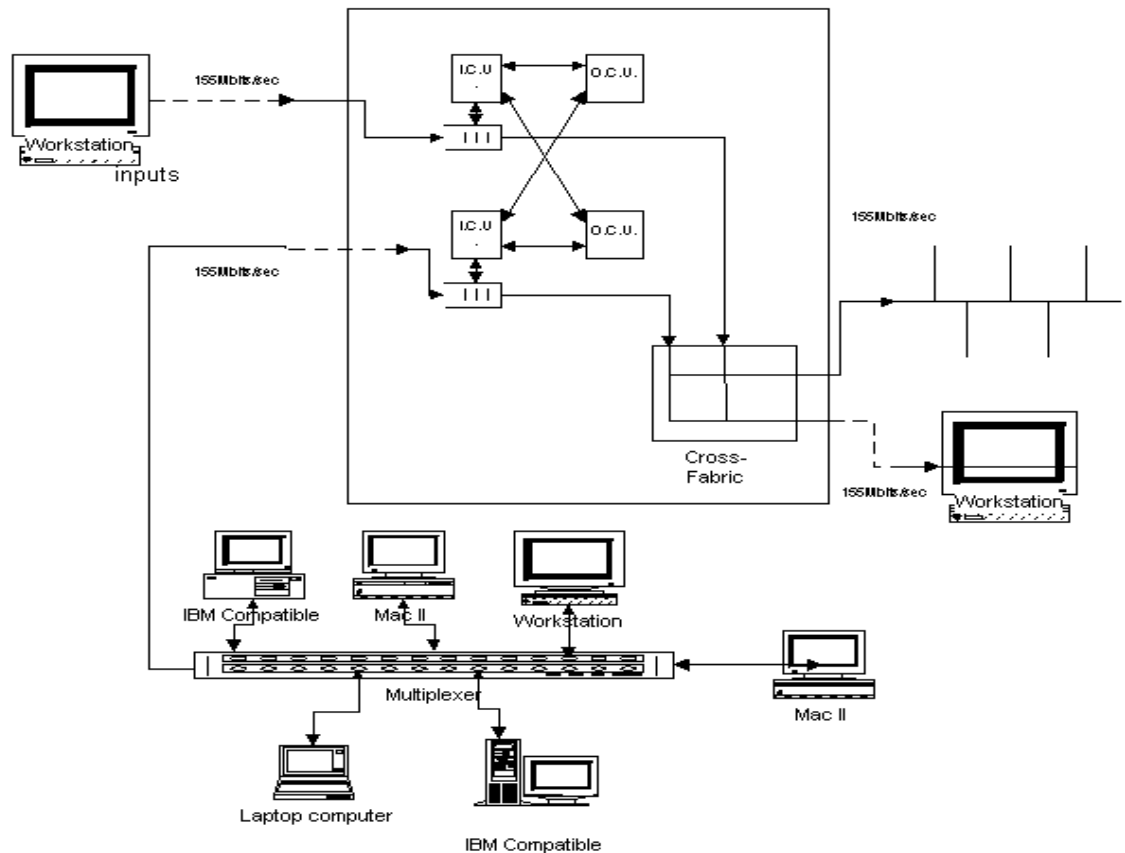 155Mbits/sec
I.C.U
.
O.C.U.
Workstation
inputs
I.C.U
.
O.C.U.
155Mbits/sec
155Mbits/sec
Cross-
Fabric
155Mbits/sec
Workstation
IBM Compatible
Mac II
Workstation
Multiplexer
Mac II
Laptop computer
IBM Compatible